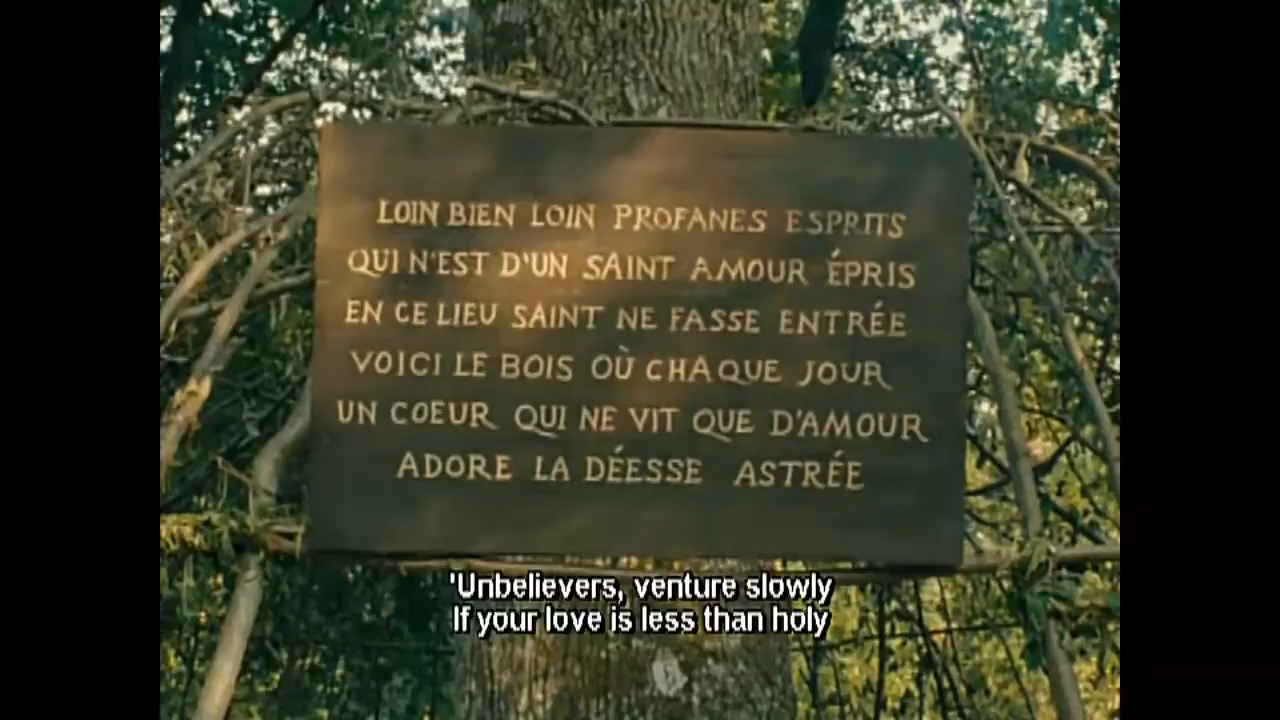 LOIN BIEN LOIN PROFANES ESPRITS
QUI N'EST D'UN SAINT AMOUR ÉPRIS
EN CE LIEU SAINT NE FASSE ENTRÉE
VOICI LE BOIS OÙ CHAQUE JOUR
UN COEUR QUI NE VIT QUE D'AMOUR
ADORE LA DÉESSE ASTRÉE
'Unbelievers, venture slowly
If your love is less than holy